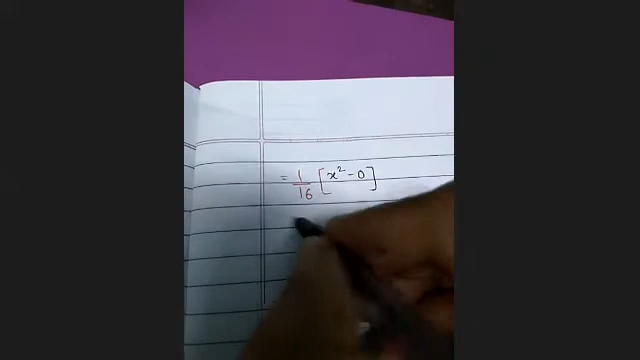 = 1/16 [x² - 0]